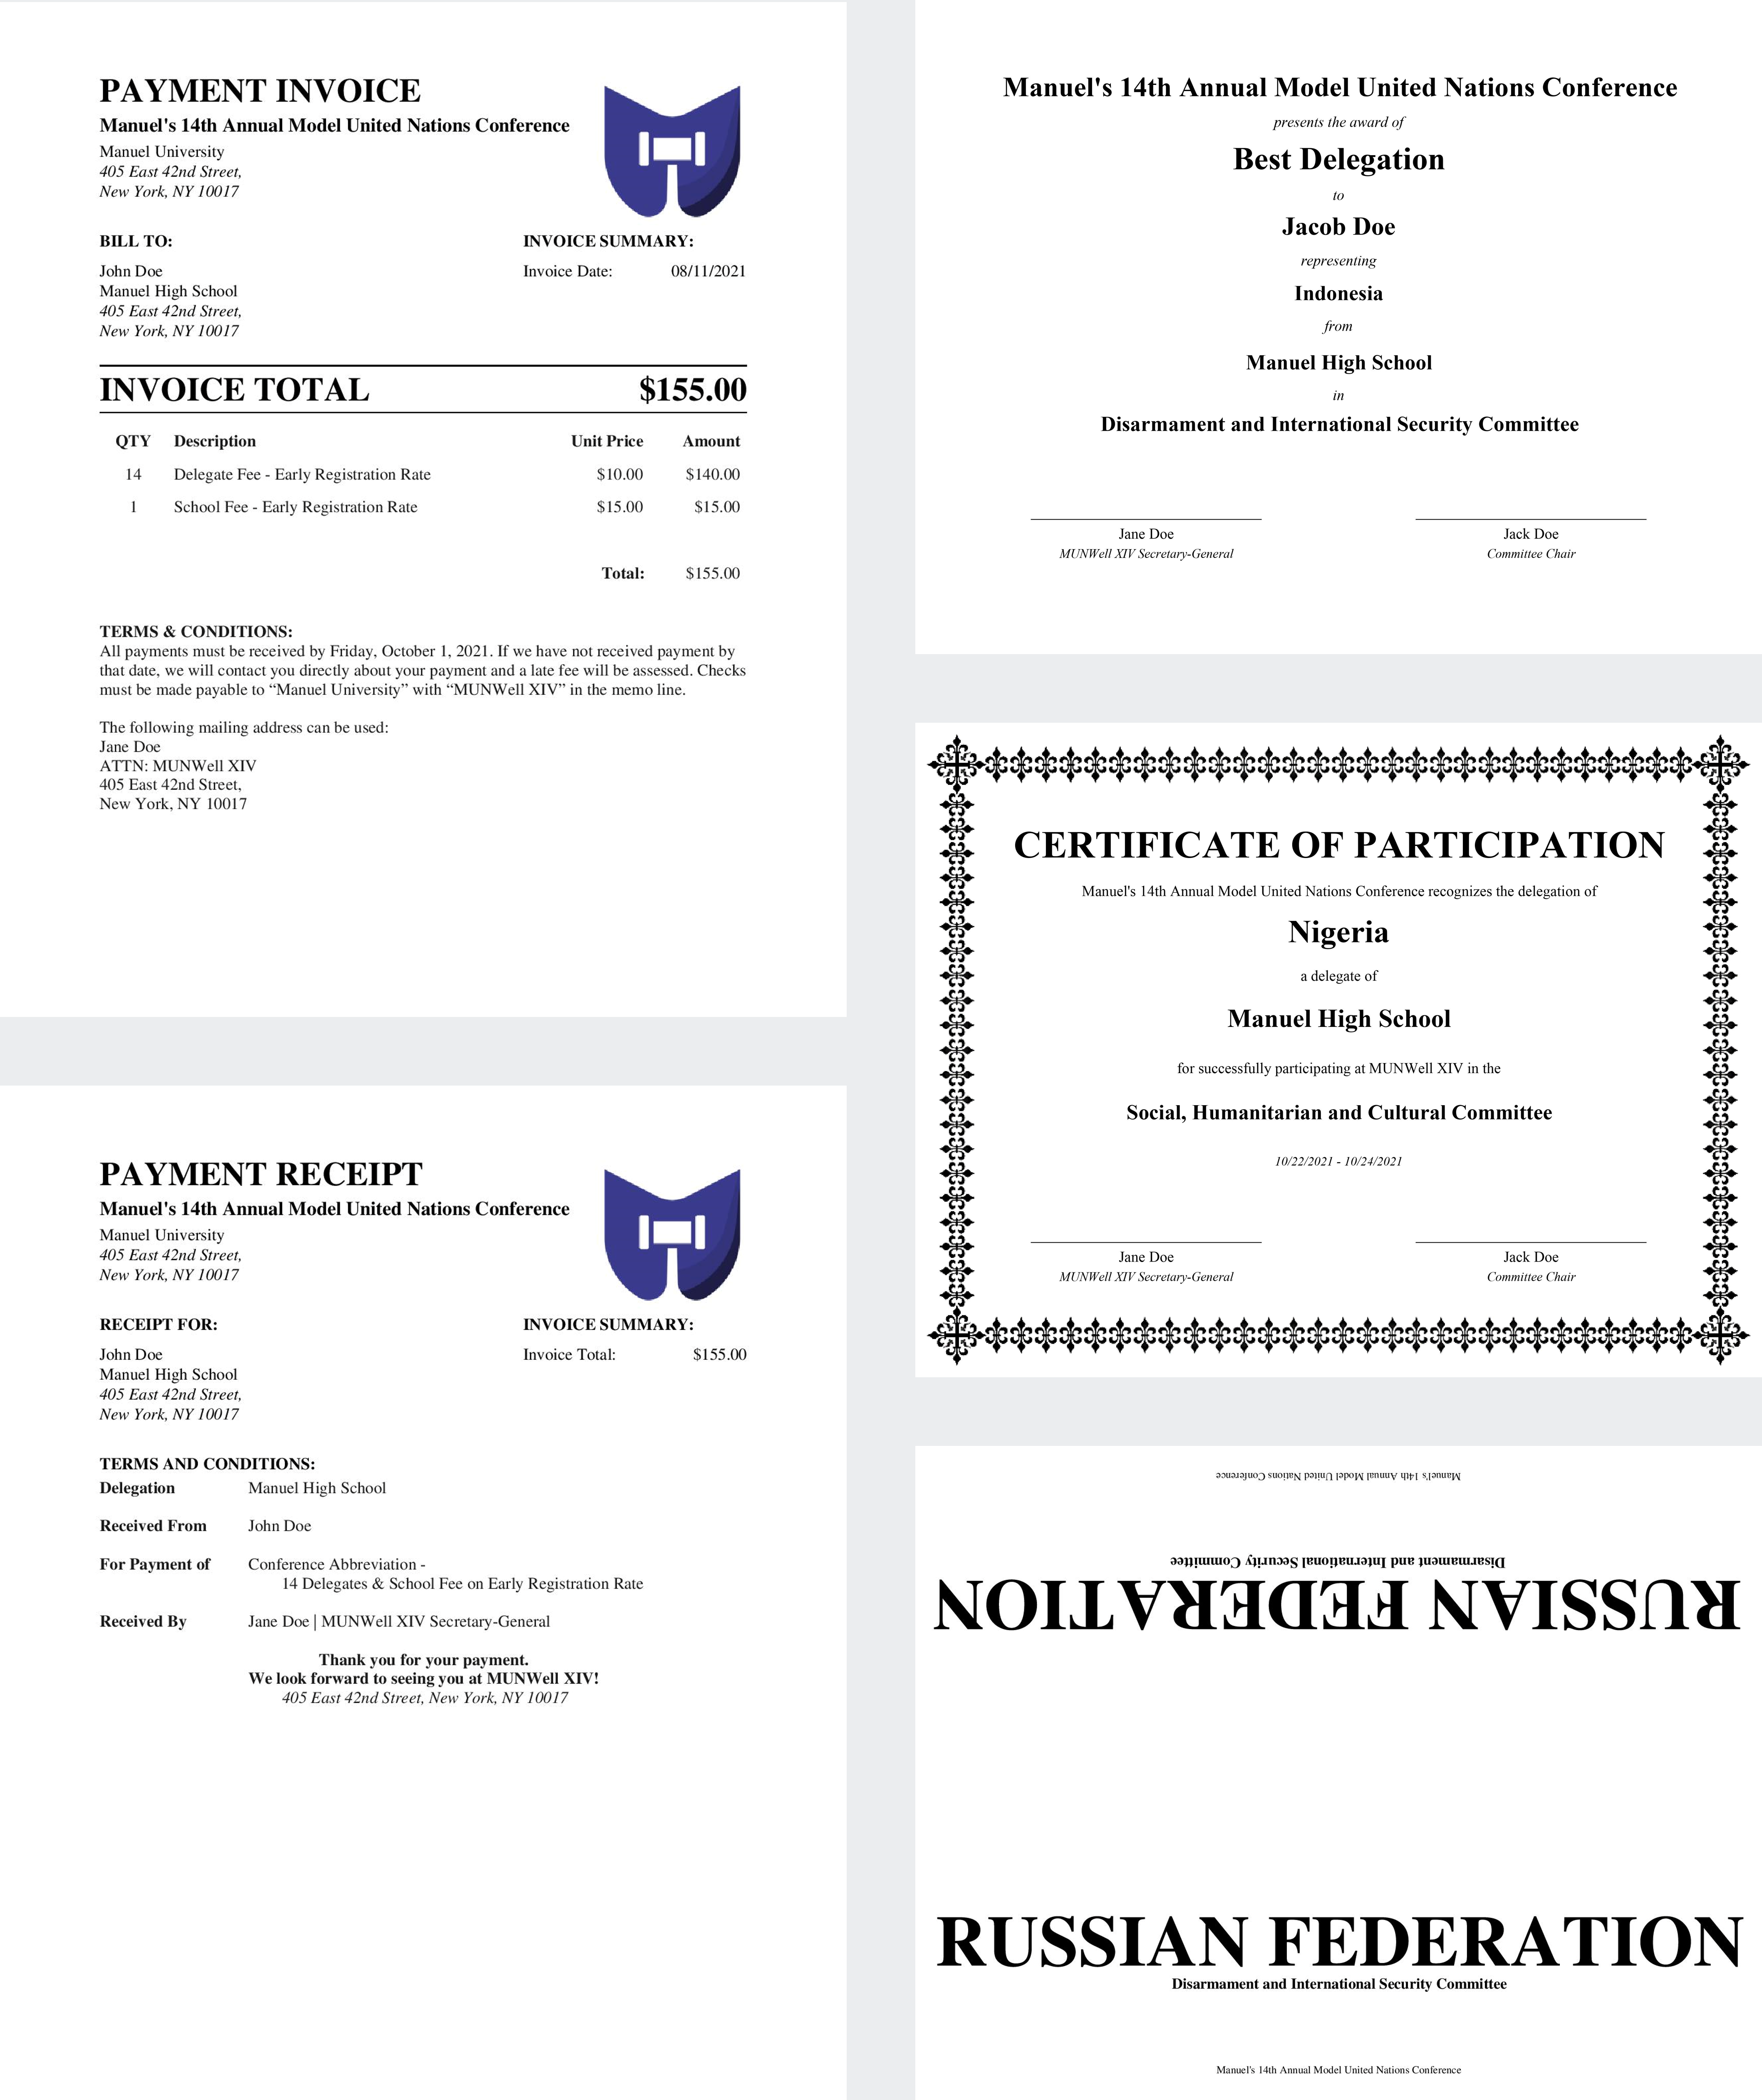 PAYMENT INVOICE
Manuel's 14th Annual Model United Nations Conference
Manuel University
405 East 42nd Street,
New York, NY 10017
BILL TO:
John Doe
Manuel High School
405 East 42nd Street,
New York, NY 10017
INVOICE SUMMARY:
Invoice Date: 08/11/2021
INVOICE TOTAL $155.00
QTY Description Unit Price Amount
14 Delegate Fee - Early Registration Rate $10.00 $140.00
1 School Fee - Early Registration Rate $15.00 $15.00
Total: $155.00
TERMS & CONDITIONS:
All payments must be received by Friday, October 1, 2021. If we have not received payment by
that date, we will contact you directly about your payment and a late fee will be assessed. Checks
must be made payable to “Manuel University” with “MUNWell XIV” in the memo line.
The following mailing address can be used:
Jane Doe
ATTN: MUNWell XIV
405 East 42nd Street,
New York, NY 10017
PAYMENT RECEIPT
Manuel's 14th Annual Model United Nations Conference
Manuel University
405 East 42nd Street,
New York, NY 10017
RECEIPT FOR:
John Doe
Manuel High School
405 East 42nd Street,
New York, NY 10017
INVOICE SUMMARY:
Invoice Total: $155.00
TERMS AND CONDITIONS:
Delegation Manuel High School
Received From John Doe
For Payment of Conference Abbreviation -
14 Delegates & School Fee on Early Registration Rate
Received By Jane Doe | MUNWell XIV Secretary-General
Thank you for your payment.
We look forward to seeing you at MUNWell XIV!
405 East 42nd Street, New York, NY 10017
Manuel's 14th Annual Model United Nations Conference
presents the award of
Best Delegation
to
Jacob Doe
representing
Indonesia
from
Manuel High School
in
Disarmament and International Security Committee
Jane Doe
MUNWell XIV Secretary-General
Jack Doe
Committee Chair
CERTIFICATE OF PARTICIPATION
Manuel's 14th Annual Model United Nations Conference recognizes the delegation of
Nigeria
a delegate of
Manuel High School
for successfully participating at MUNWell XIV in the
Social, Humanitarian and Cultural Committee
10/22/2021 - 10/24/2021
Jane Doe
MUNWell XIV Secretary-General
Jack Doe
Committee Chair
Manuel's 14th Annual Model United Nations Conference
Disarmament and International Security Committee
RUSSIAN FEDERATION
RUSSIAN FEDERATION
Disarmament and International Security Committee
Manuel's 14th Annual Model United Nations Conference